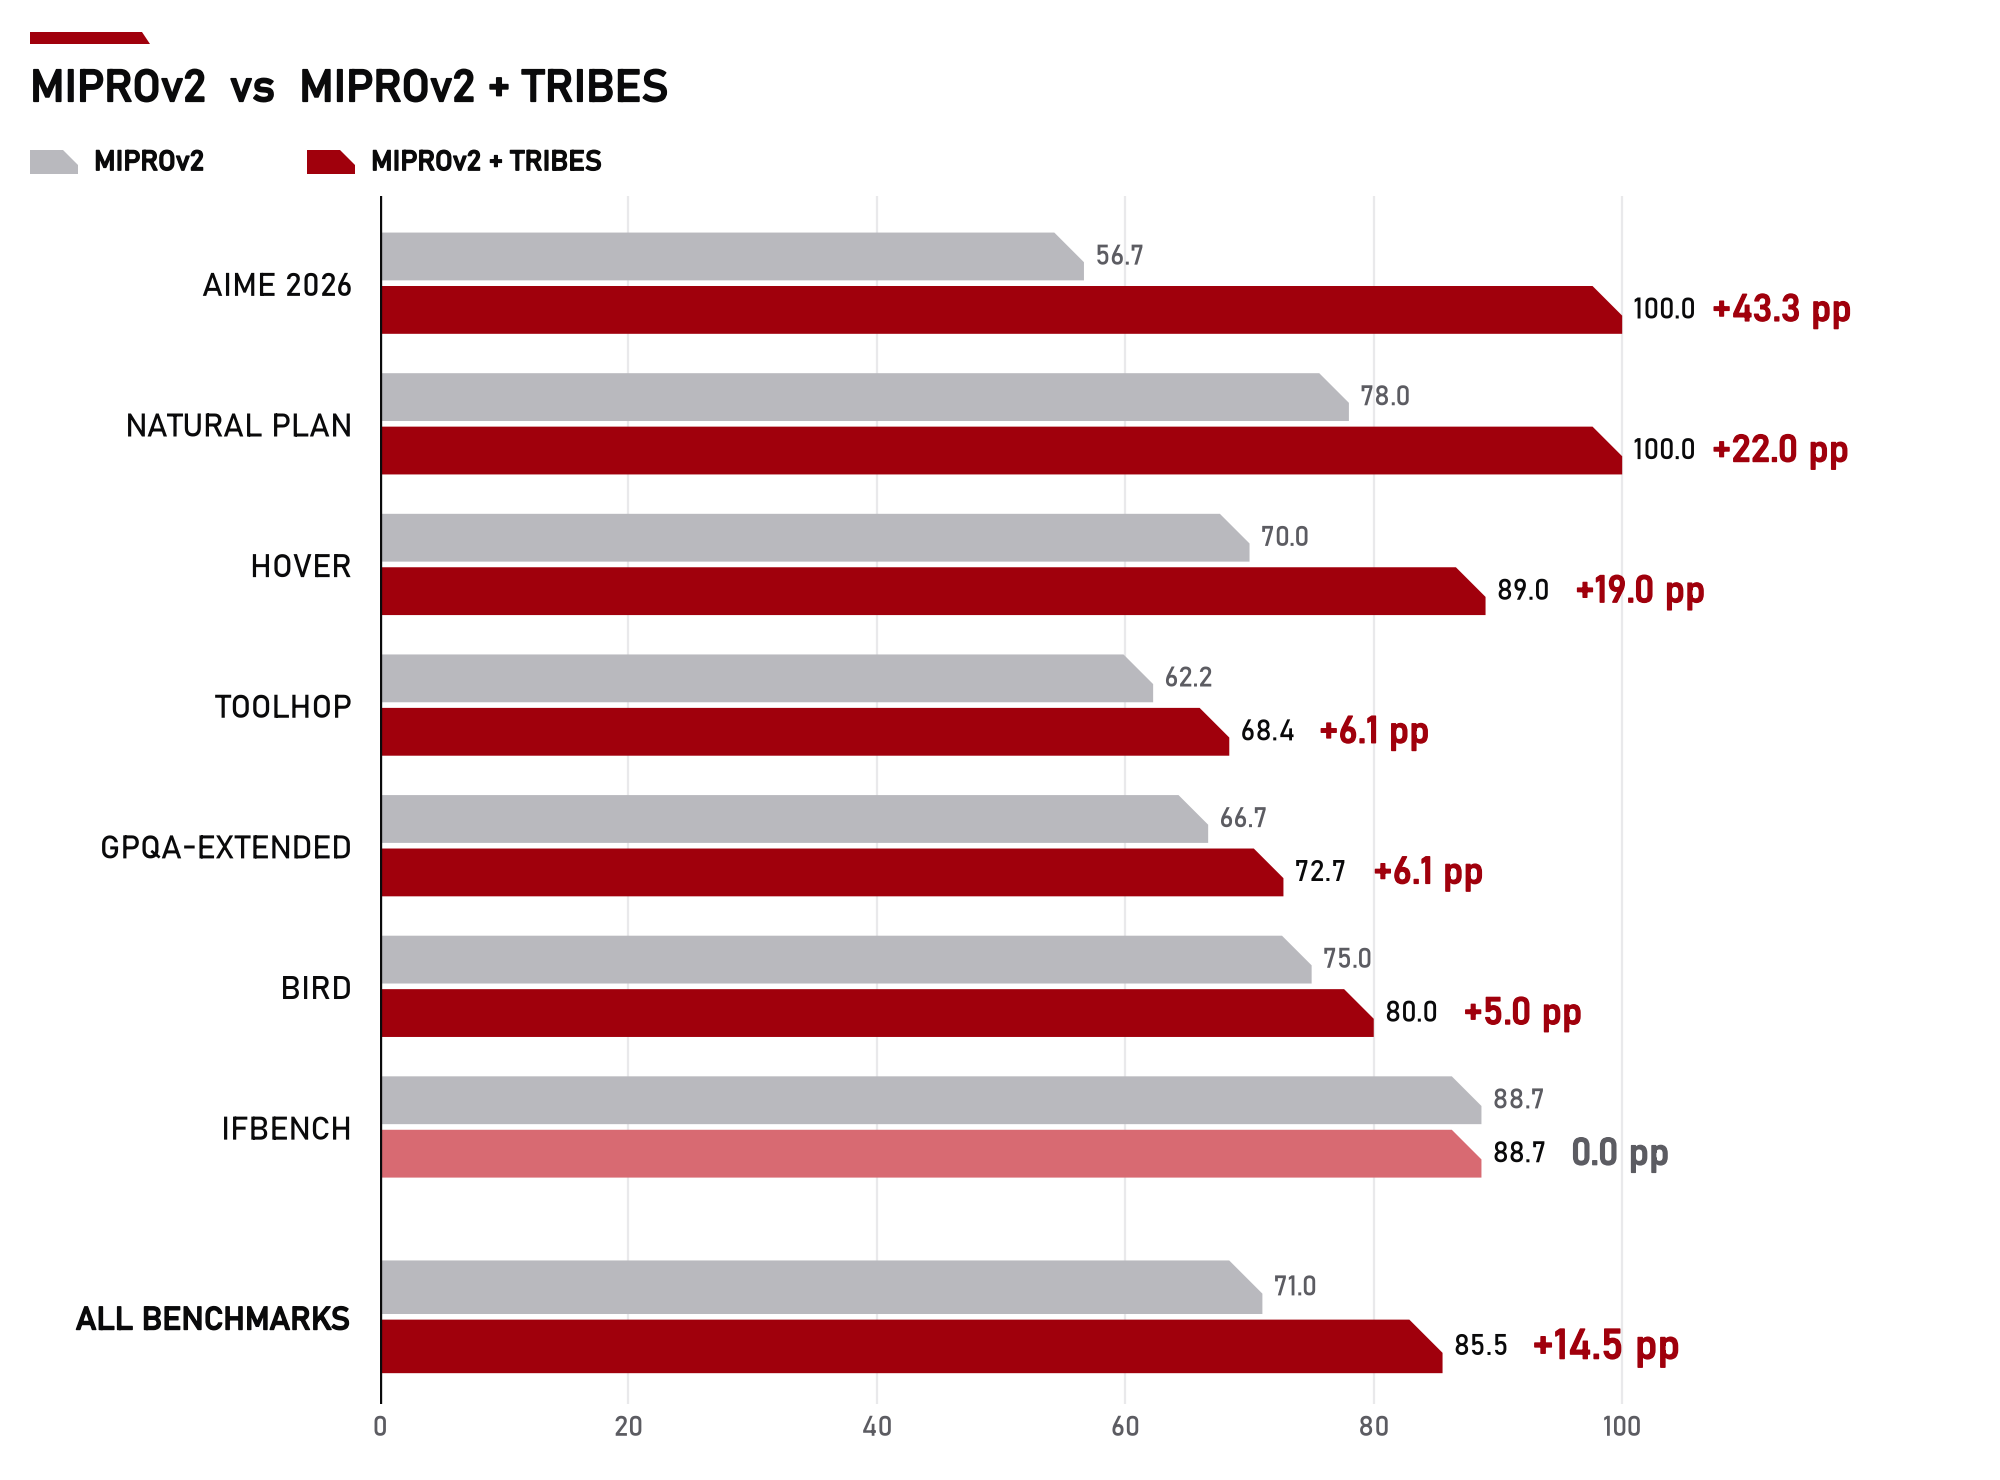 MIPROv2 vs MIPROv2 + TRIBES
MIPROv2 MIPROv2 + TRIBES
56.7
AIME 2026
100.0 +43.3 pp
78.0
NATURAL PLAN
100.0 +22.0 pp
70.0
HOVER
89.0 +19.0 pp
62.2
TOOLHOP
68.4 +6.1 pp
66.7
GPQA-EXTENDED
72.7 +6.1 pp
75.0
BIRD
80.0 +5.0 pp
88.7
IFBENCH
88.7 0.0 pp
71.0
ALL BENCHMARKS
85.5 +14.5 pp
0 20 40 60 80 100